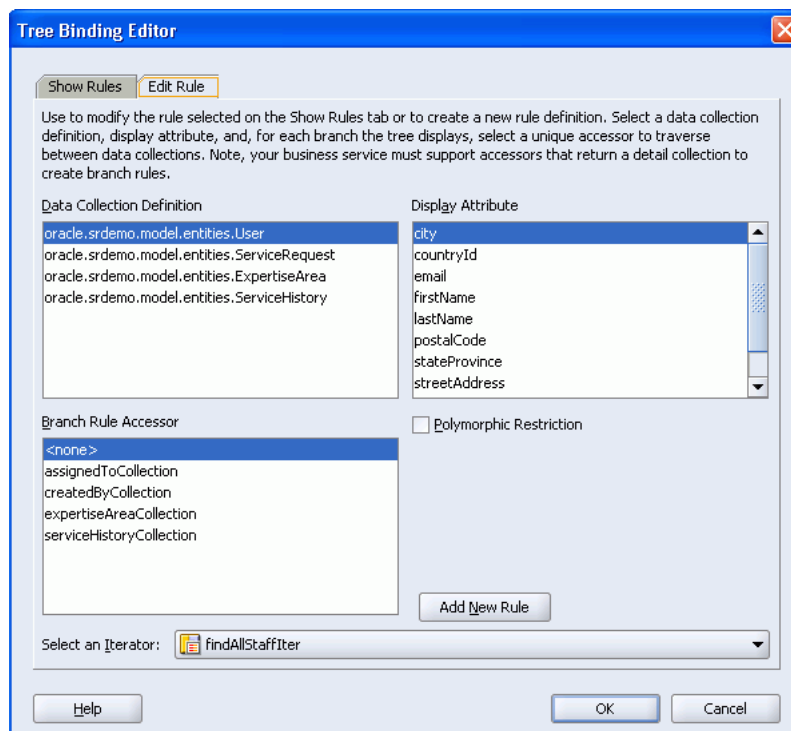 Tree Binding Editor
Show Rules
Edit Rule
Use to modify the rule selected on the Show Rules tab or to create a new rule definition. Select a data collection
definition, display attribute, and, for each branch the tree displays, select a unique accessor to traverse
between data collections. Note, your business service must support accessors that return a detail collection to
create branch rules.
Data Collection Definition
oracle.srdemo.model.entities.User
oracle.srdemo.model.entities.ServiceRequest
oracle.srdemo.model.entities.ExpertiseArea
oracle.srdemo.model.entities.ServiceHistory
Display Attribute
city
countryId
email
firstName
lastName
postalCode
stateProvince
streetAddress
Branch Rule Accessor
<none>
assignedToCollection
createdByCollection
expertiseAreaCollection
serviceHistoryCollection
Polymorphic Restriction
Add New Rule
Select an Iterator:
findAllStaffIter
Help
OK
Cancel